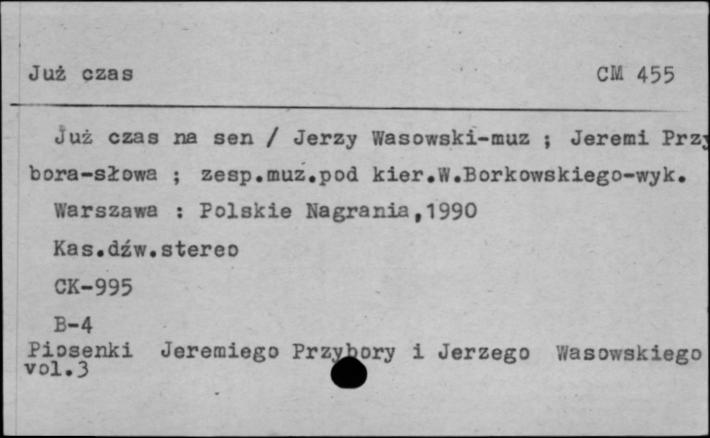 Już czas CM 455
Już czas na sen / Jerzy Wasowski-muz ; Jeremi Przy
bora-słowa ; zesp.muz.pod kier.W.Borkowskiego-wyk.
Warszawa : Polskie Nagrania,1990
Kas.dźw.stereo
CK-995
B-4
Piosenki Jeremiego Przybory i Jerzego Wasowskiego
vol.3